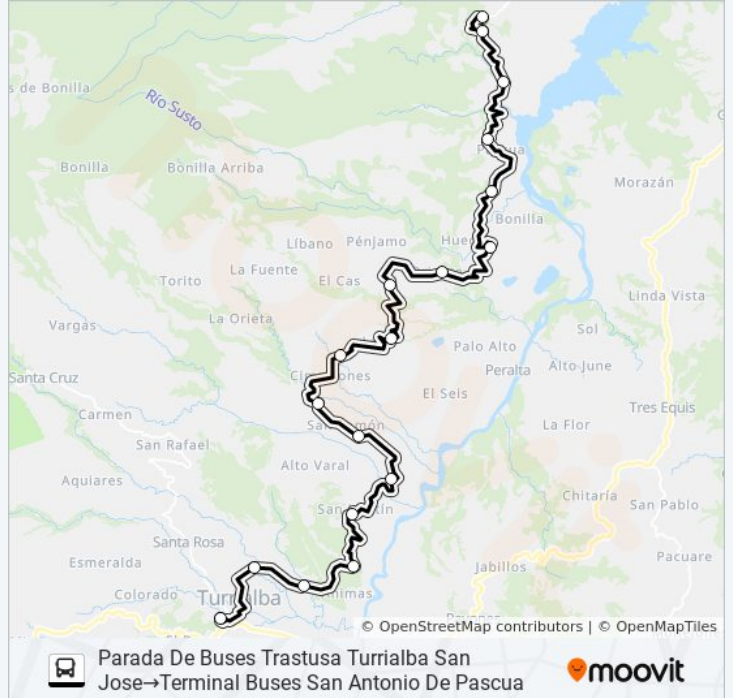 s de Bonilla
Río Susto
Bonilla
Bonilla Arriba
Morazán
Bonilla
Líbano
Pénjamo
La Fuente
Torito
El Cas
Linda Vista
La Orieta
Vargas
Sol
Palo Alto
Santa Cruz
Peralta
Alto June
El Seis
Carmen
Tres Equis
La Flor
San Rafael
Alto Varal
Aquiares
Chitaría
San Pablo
Santa Rosa
Pacuare
Esmeralda
Jabillos
Colorado
Turrialba
© OpenStreetMap contributors | © OpenMapTiles
Parada De Buses Trastusa Turrialba San
Jose→Terminal Buses San Antonio De Pascua
moovit